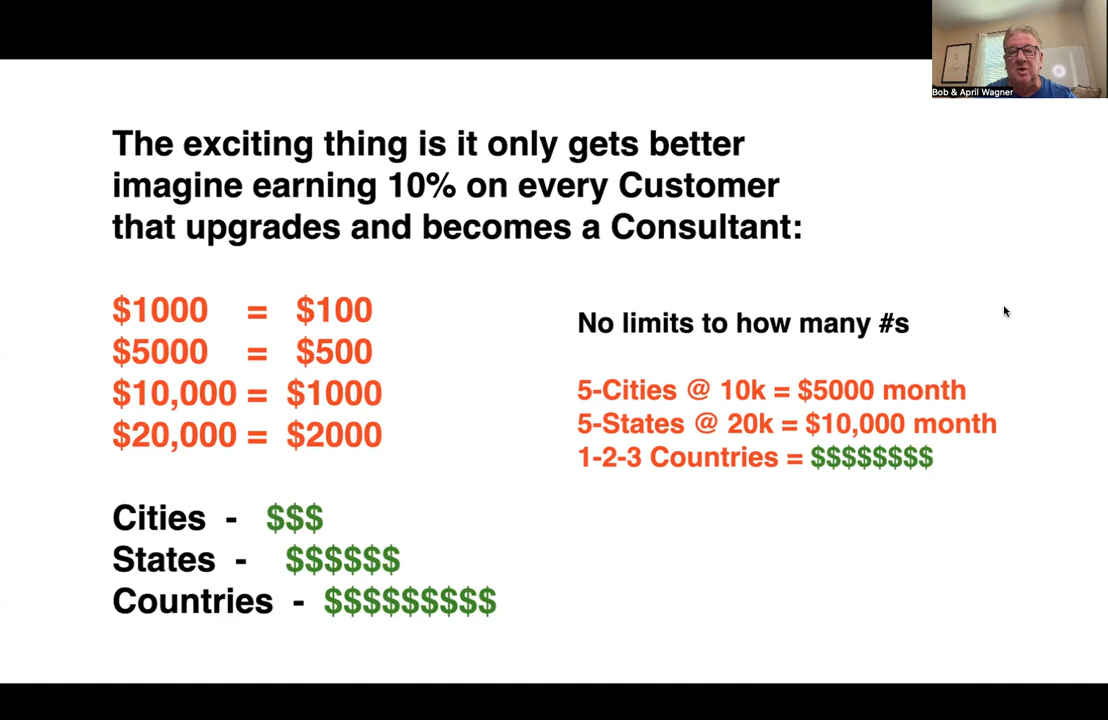 Bob & April Wagner
The exciting thing is it only gets better
imagine earning 10% on every Customer
that upgrades and becomes a Consultant:
$1000 = $100
$5000 = $500
$10,000 = $1000
$20,000 = $2000
Cities - $$$
States - $$$$$$
Countries - $$$$$$$$$
No limits to how many #s
5-Cities @ 10k = $5000 month
5-States @ 20k = $10,000 month
1-2-3 Countries = $$$$$$$$